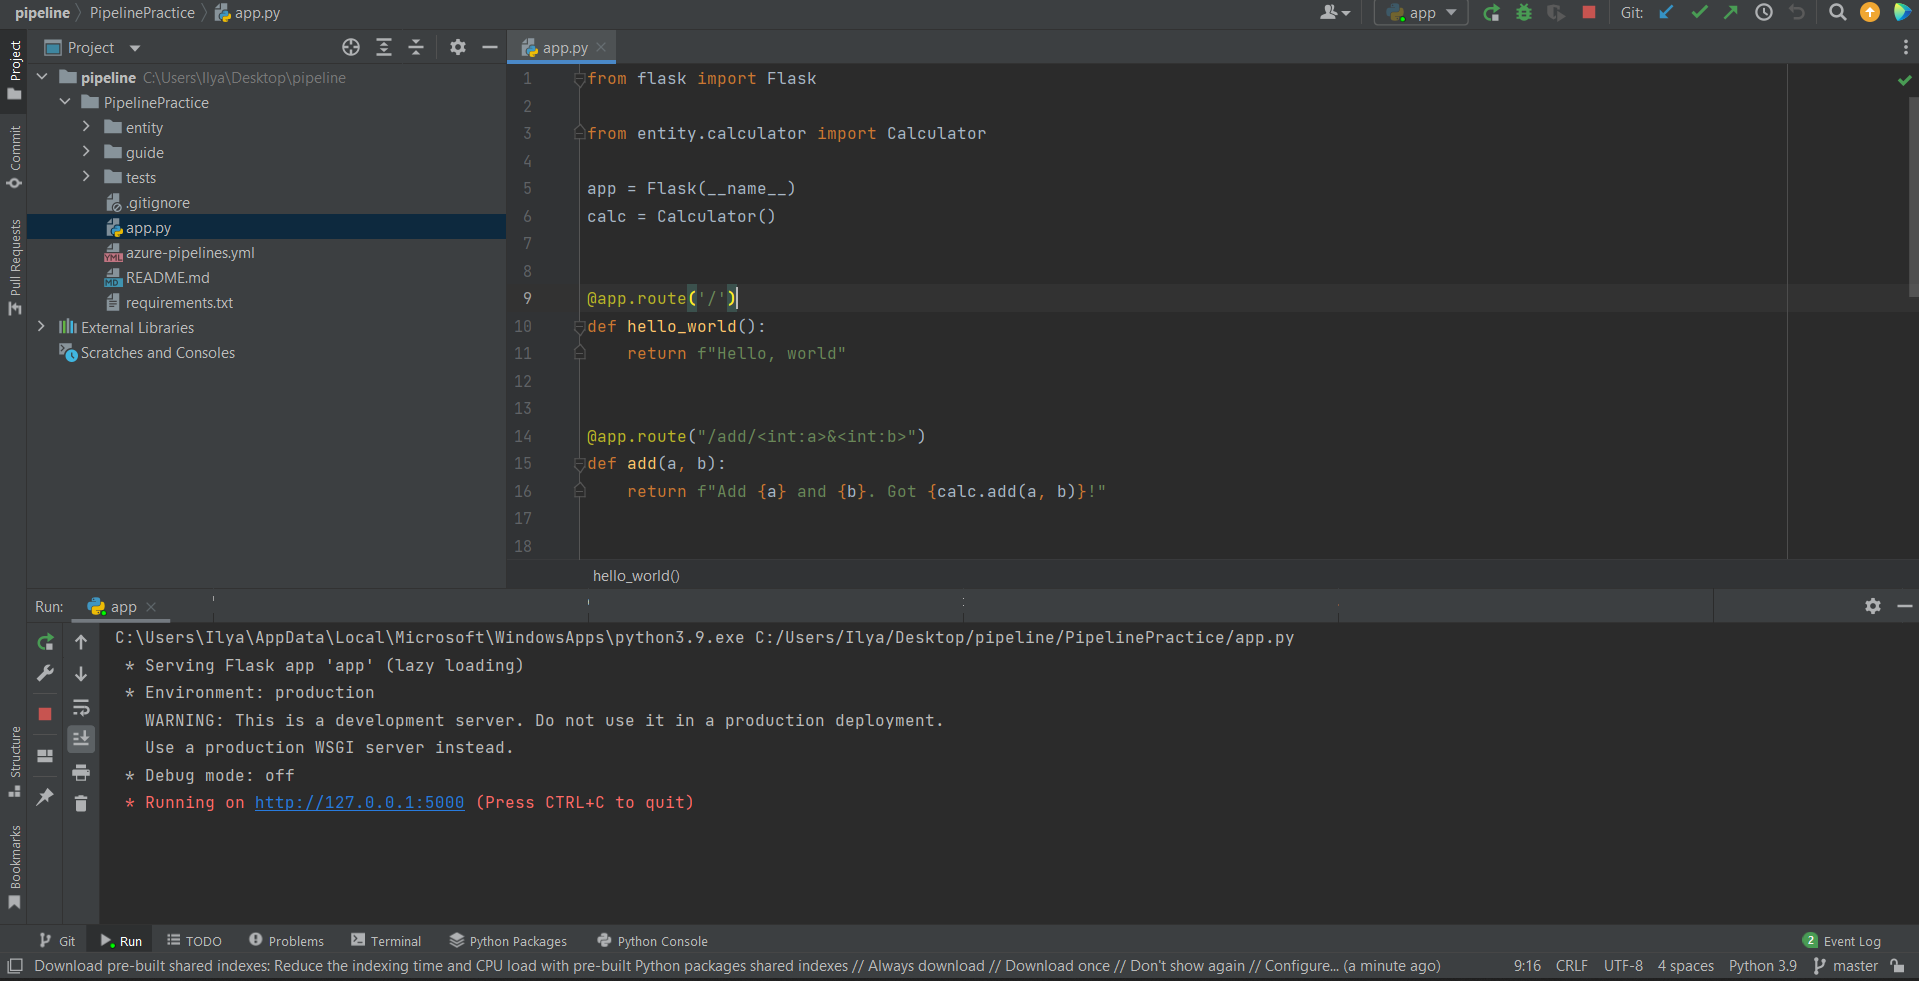 pipeline PipelinePractice app.py
app Git:
Project
app.py
Project
Commit
Pull Requests
Structure
Bookmarks
pipeline C:\Users\Ilya\Desktop\pipeline
PipelinePractice
entity
guide
tests
.gitignore
app.py
azure-pipelines.yml
README.md
requirements.txt
External Libraries
Scratches and Consoles
1 from flask import Flask
2
3 from entity.calculator import Calculator
4
5 app = Flask(__name__)
6 calc = Calculator()
7
8
9 @app.route('/')
10 def hello_world():
11 return f"Hello, world"
12
13
14 @app.route("/add/<int:a>&<int:b>")
15 def add(a, b):
16 return f"Add {a} and {b}. Got {calc.add(a, b)}!"
17
18
hello_world()
Run: app
C:\Users\Ilya\AppData\Local\Microsoft\WindowsApps\python3.9.exe C:/Users/Ilya/Desktop/pipeline/PipelinePractice/app.py
* Serving Flask app 'app' (lazy loading)
* Environment: production
WARNING: This is a development server. Do not use it in a production deployment.
Use a production WSGI server instead.
* Debug mode: off
* Running on http://127.0.0.1:5000 (Press CTRL+C to quit)
Git Run TODO Problems Terminal Python Packages Python Console 2 Event Log
Download pre-built shared indexes: Reduce the indexing time and CPU load with pre-built Python packages shared indexes // Always download // Download once // Don't show again // Configure... (a minute ago) 9:16 CRLF UTF-8 4 spaces Python 3.9 master